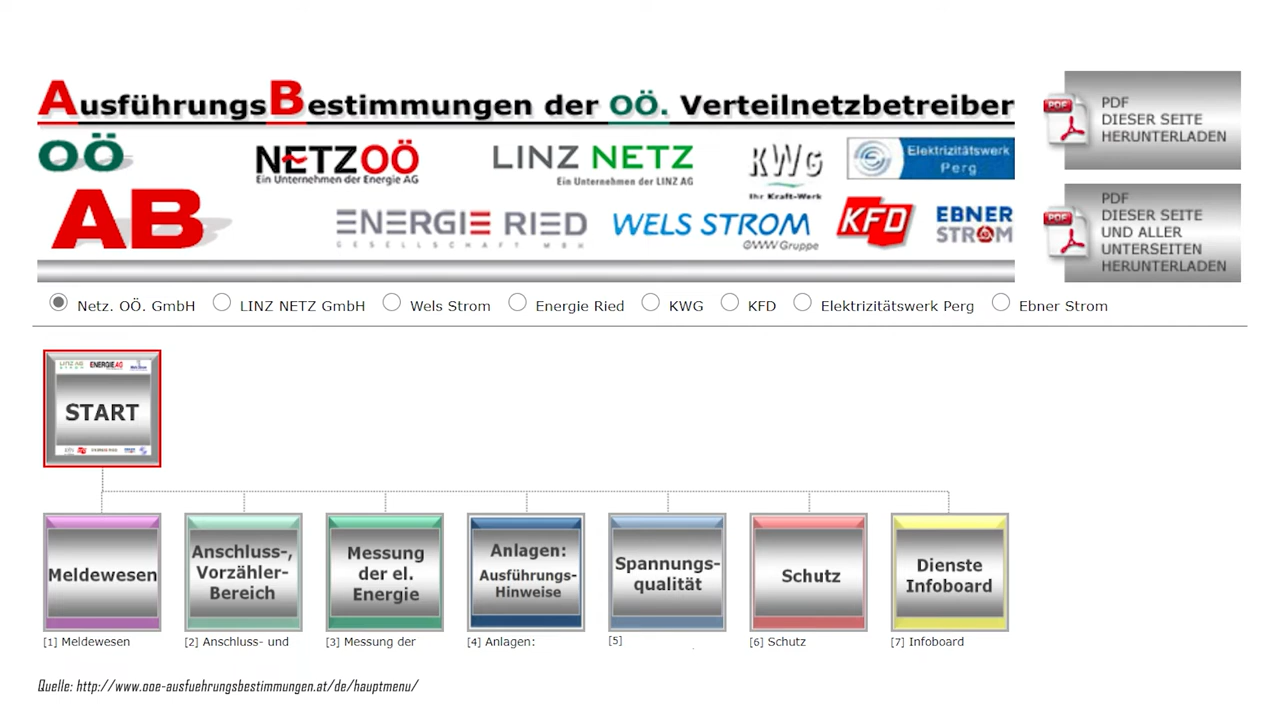 AusführungsBestimmungen der OÖ. Verteilnetzbetreiber
OÖ
AB
NETZOÖ
Ein Unternehmen der Energie AG
LINZ NETZ
Ein Unternehmen der LINZ AG
KWG
Ihr Kraft-Werk
Elektrizitätswerk
Perg
ENERGIE RIED
GESELLSCHAFT MBH
WELS STROM
eww Gruppe
KFD
EBNER
STROM
PDF
DIESER SEITE
HERUNTERLADEN
PDF
DIESER SEITE
UND ALLER
UNTERSEITEN
HERUNTERLADEN
Netz. OÖ. GmbH LINZ NETZ GmbH Wels Strom Energie Ried KWG KFD Elektrizitätswerk Perg Ebner Strom
ENERGIE AG
START
Meldewesen
Anschluss-,
Vorzähler-
Bereich
Messung
der el.
Energie
Anlagen:
Ausführungs-
Hinweise
Spannungs-
qualität
Schutz
Dienste
Infoboard
[1] Meldewesen
[2] Anschluss- und
[3] Messung der
[4] Anlagen:
[5]
[6] Schutz
[7] Infoboard
Quelle: http://www.ooe-ausfuehrungsbestimmungen.at/de/hauptmenu/